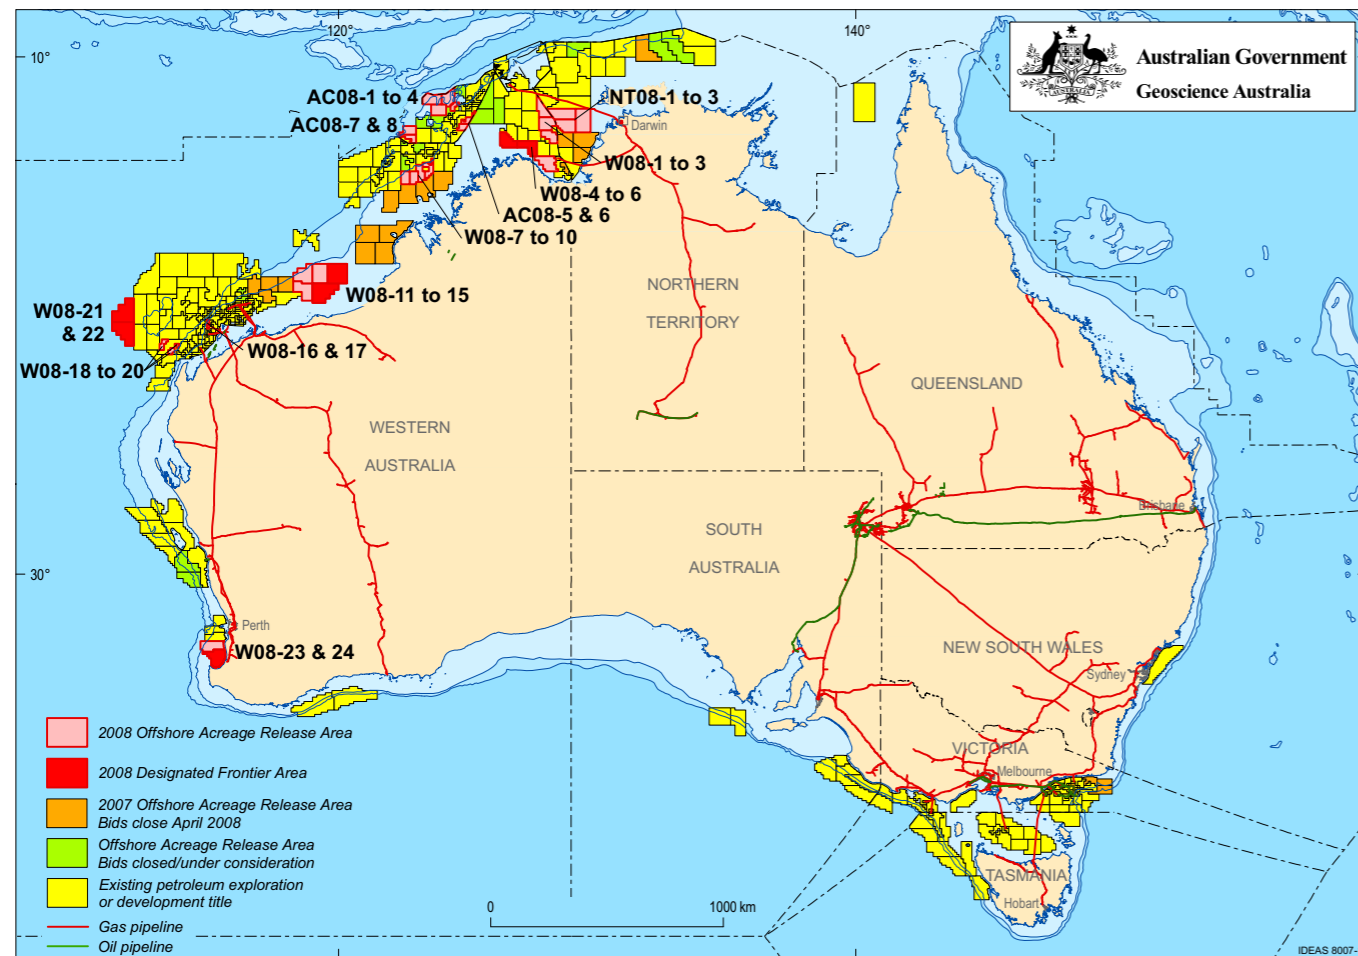 120°
140°
10°
30°
Australian Government
Geoscience Australia
AUSTRALIA
AC08-1 to 4
AC08-7 & 8
NT08-1 to 3
Darwin
W08-1 to 3
W08-4 to 6
AC08-5 & 6
W08-7 to 10
W08-11 to 15
W08-21
& 22
W08-16 & 17
W08-18 to 20
NORTHERN
TERRITORY
QUEENSLAND
WESTERN
AUSTRALIA
SOUTH
AUSTRALIA
Brisbane
Perth
W08-23 & 24
NEW SOUTH WALES
Sydney
VICTORIA
Melbourne
TASMANIA
Hobart
2008 Offshore Acreage Release Area
2008 Designated Frontier Area
2007 Offshore Acreage Release Area
Bids close April 2008
Offshore Acreage Release Area
Bids closed/under consideration
Existing petroleum exploration
or development title
Gas pipeline
Oil pipeline
0
1000 km
IDEAS 8007-